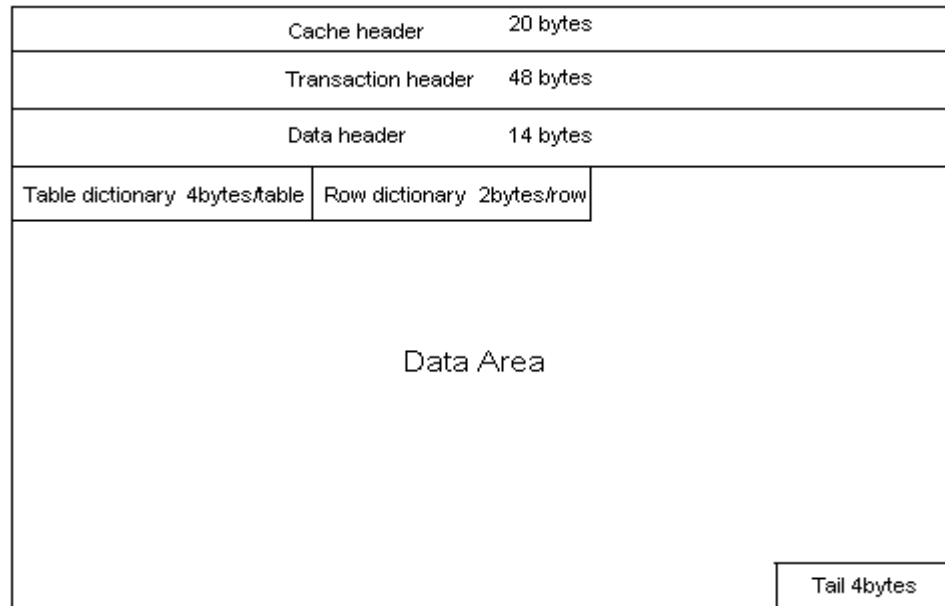 Cache header 20 bytes
Transaction header 48 bytes
Data header 14 bytes
Table dictionary 4bytes/table Row dictionary 2bytes/row
Data Area
Tail 4bytes